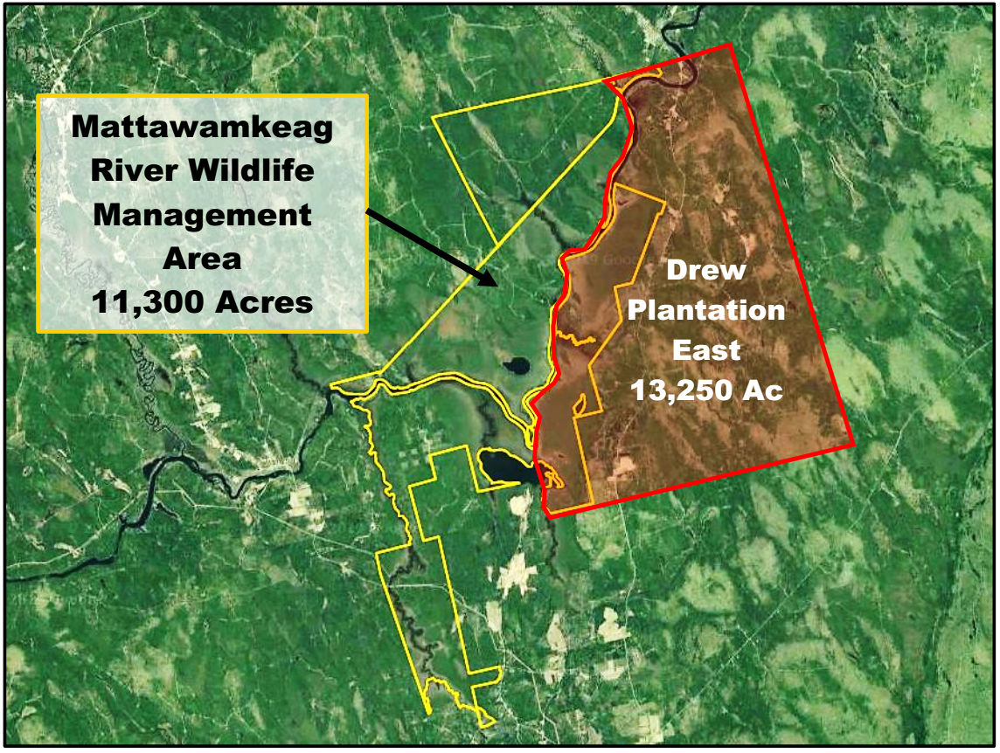 Mattawamkeag
River Wildlife
Management
Area
11,300 Acres
Drew
Plantation
East
13,250 Ac